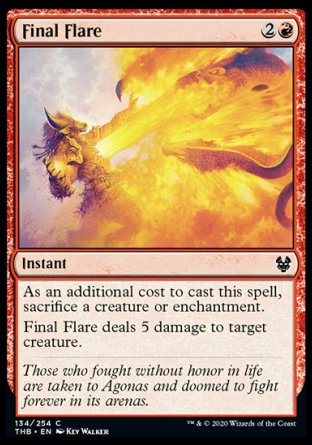 Final Flare 2
Instant
As an additional cost to cast this spell,
sacrifice a creature or enchantment.
Final Flare deals 5 damage to target
creature.
Those who fought without honor in life
are taken to Agonas and doomed to fight
forever in its arenas.
134/254 C
THB • EN Key Walker ™ & © 2020 Wizards of the Coast